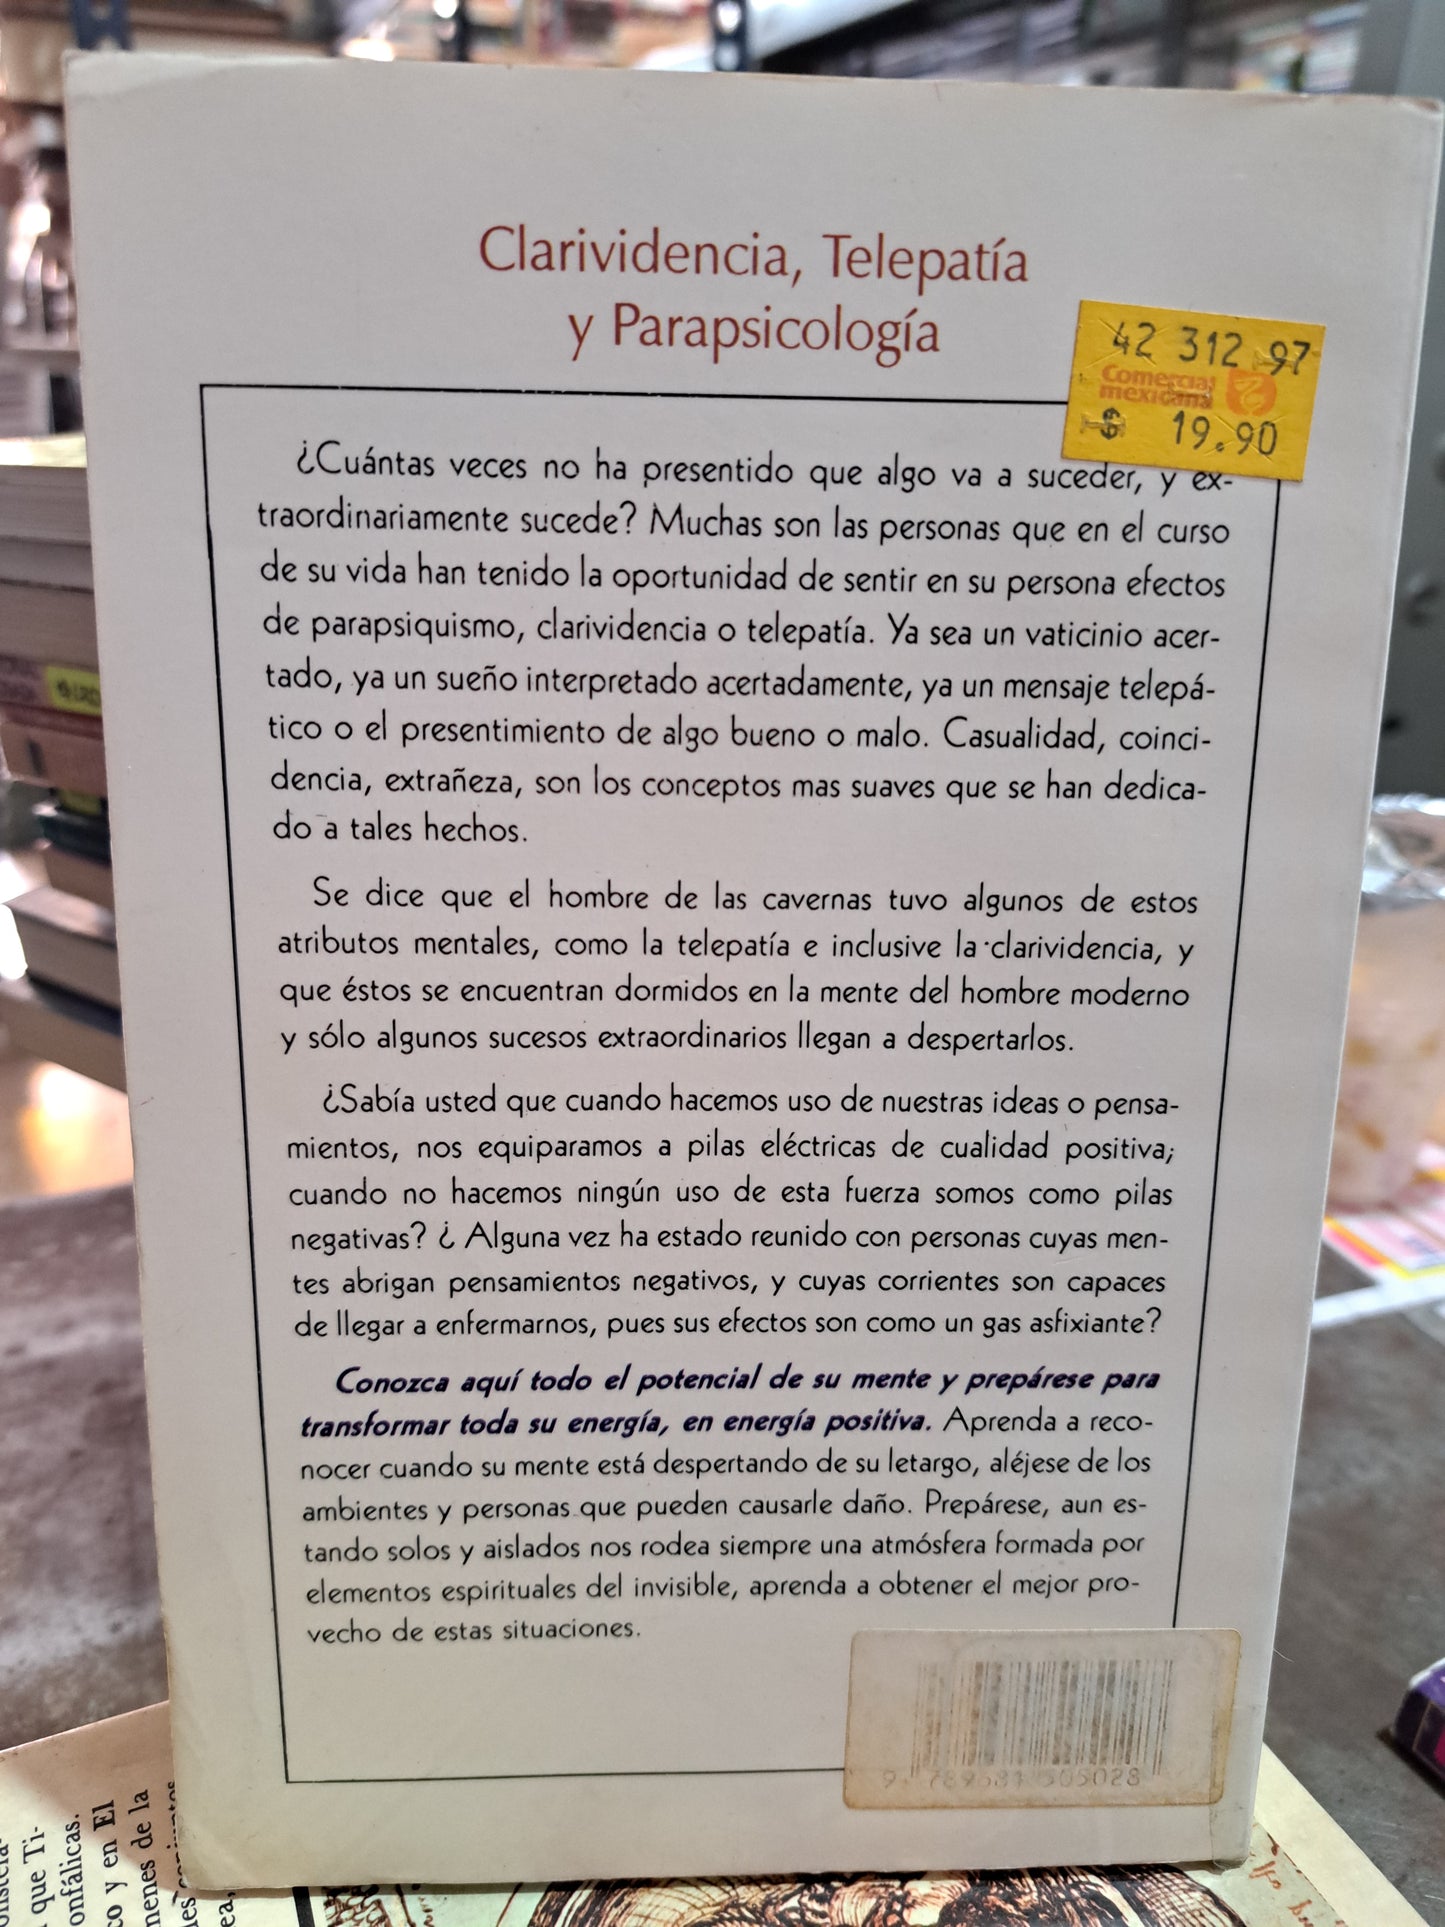 Clarividencia, Telepatía
y Parapsicología
42 312 97
Comercial
mexicana
$ 19.90
¿Cuántas veces no ha presentido que algo va a suceder, y ex-
traordinariamente sucede? Muchas son las personas que en el curso
de su vida han tenido la oportunidad de sentir en su persona efectos
de parapsiquismo, clarividencia o telepatía. Ya sea un vaticinio acer-
tado, ya un sueño interpretado acertadamente, ya un mensaje telepá-
tico o el presentimiento de algo bueno o malo. Casualidad, coinci-
dencia, extrañeza, son los conceptos mas suaves que se han dedica-
do a tales hechos.
Se dice que el hombre de las cavernas tuvo algunos de estos
atributos mentales, como la telepatía e inclusive la clarividencia, y
que éstos se encuentran dormidos en la mente del hombre moderno
y sólo algunos sucesos extraordinarios llegan a despertarlos.
¿Sabía usted que cuando hacemos uso de nuestras ideas o pensa-
mientos, nos equiparamos a pilas eléctricas de cualidad positiva;
cuando no hacemos ningún uso de esta fuerza somos como pilas
negativas? ¿ Alguna vez ha estado reunido con personas cuyas men-
tes abrigan pensamientos negativos, y cuyas corrientes son capaces
de llegar a enfermarnos, pues sus efectos son como un gas asfixiante?
Conozca aquí todo el potencial de su mente y prepárese para
transformar toda su energía, en energía positiva. Aprenda a reco-
nocer cuando su mente está despertando de su letargo, aléjese de los
ambientes y personas que pueden causarle daño. Prepárese, aun es-
tando solos y aislados nos rodea siempre una atmósfera formada por
elementos espirituales del invisible, aprenda a obtener el mejor pro-
vecho de estas situaciones.
que Ti-
onfálicas.
co y en El
nenes de la